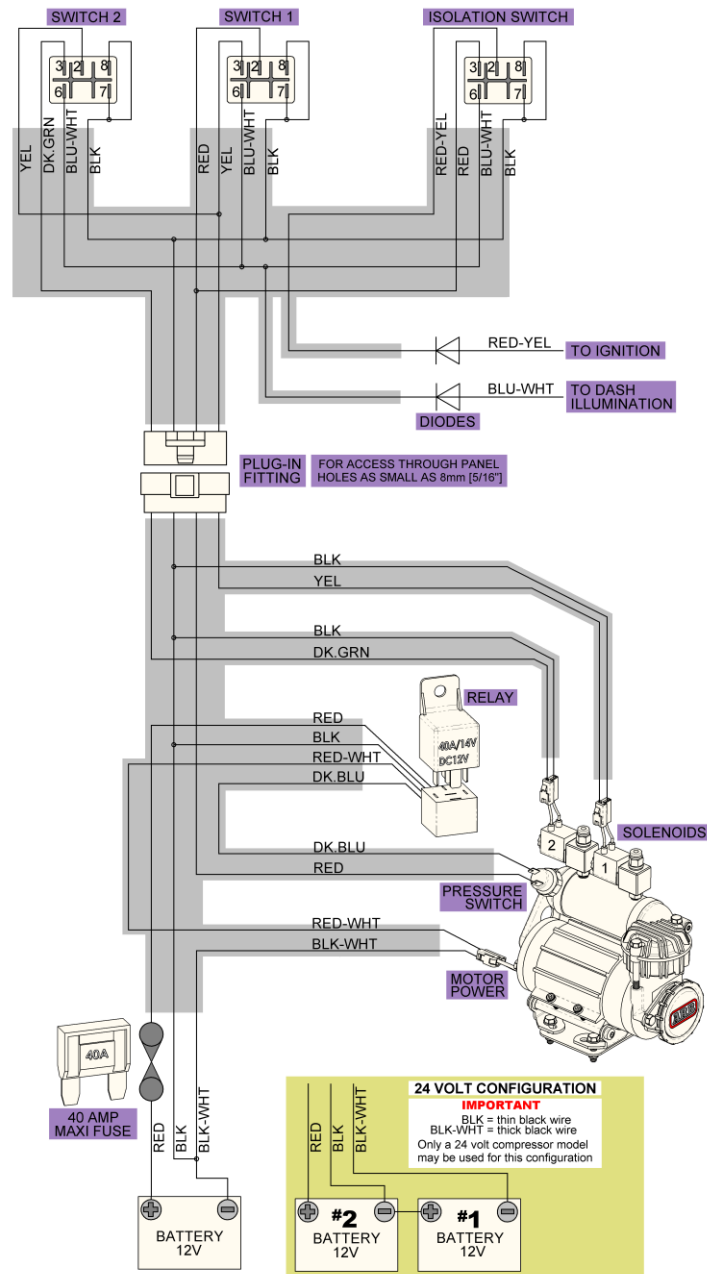 SWITCH 2
SWITCH 1
ISOLATION SWITCH
3 2 8
6 7
3 2 8
6 7
3 2 8
6 7
YEL
DK.GRN
BLU-WHT
BLK
RED
YEL
BLU-WHT
BLK
RED-YEL
RED
BLU-WHT
BLK
RED-YEL
TO IGNITION
BLU-WHT
TO DASH
ILLUMINATION
DIODES
PLUG-IN
FITTING
FOR ACCESS THROUGH PANEL
HOLES AS SMALL AS 8mm [5/16"]
BLK
YEL
BLK
DK.GRN
RELAY
RED
BLK
RED-WHT
DK.BLU
40A/14V
DC12V
SOLENOIDS
2
1
DK.BLU
RED
PRESSURE
SWITCH
RED-WHT
BLK-WHT
MOTOR
POWER
ARB
40A
40 AMP
MAXI FUSE
RED
BLK
BLK-WHT
BATTERY
12V
24 VOLT CONFIGURATION
IMPORTANT
BLK = thin black wire
BLK-WHT = thick black wire
Only a 24 volt compressor model
may be used for this configuration
RED
BLK
BLK-WHT
#2
BATTERY
12V
#1
BATTERY
12V